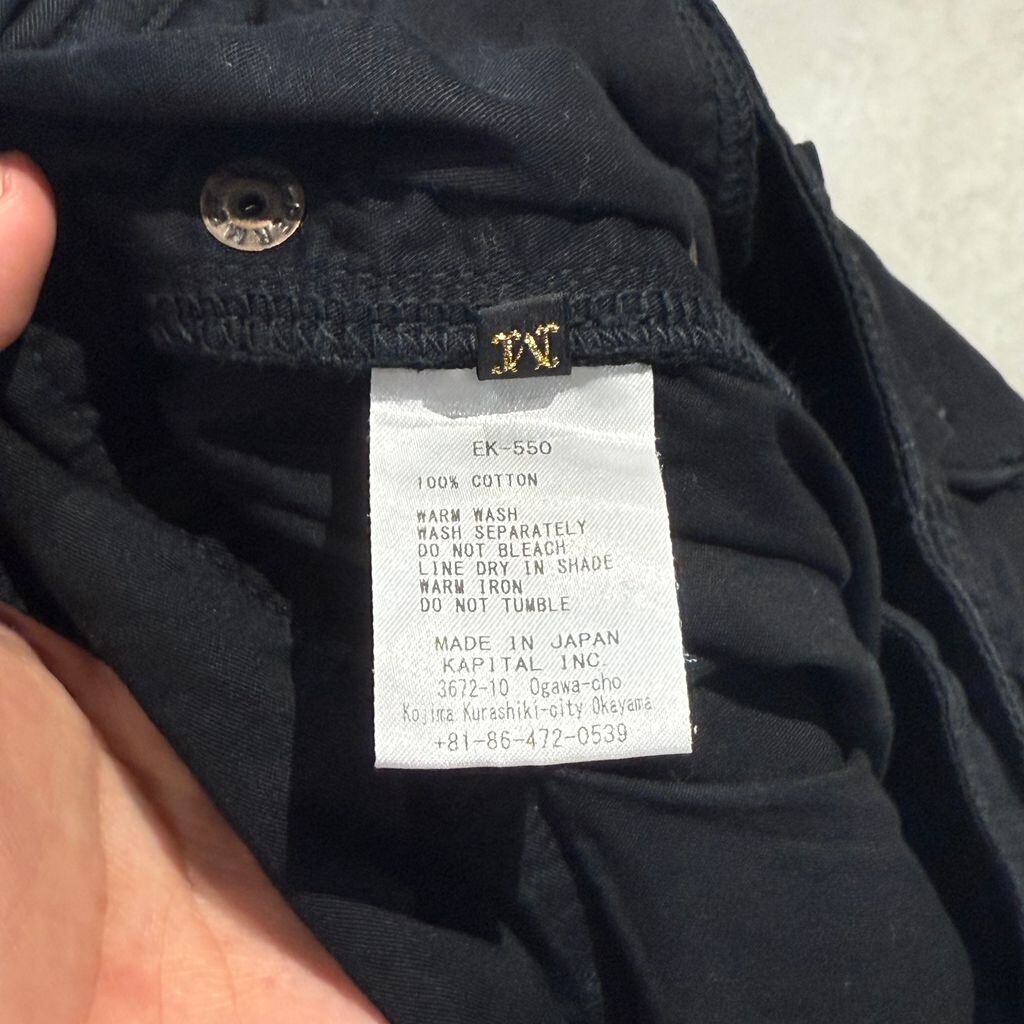 M
EK-550
100% COTTON
WARM WASH
WASH SEPARATELY
DO NOT BLEACH
LINE DRY IN SHADE
WARM IRON
DO NOT TUMBLE
MADE IN JAPAN
KAPITAL INC.
3672-10 Ogawa-cho
Kojima Kurashiki-city Okayama
+81-86-472-0539